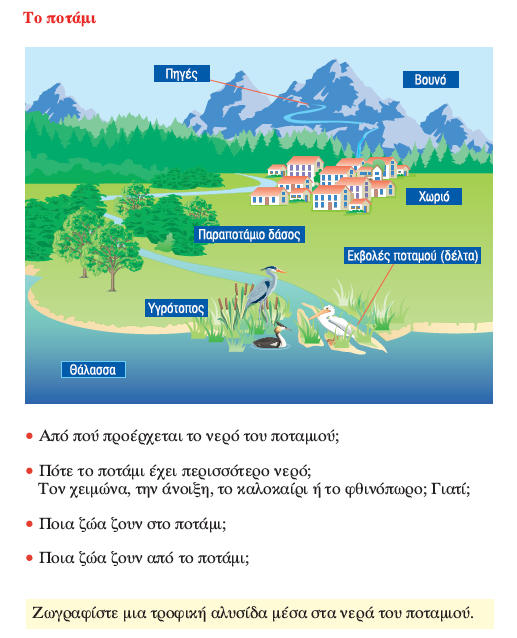 Το ποτάμι
Πηγές
Βουνό
Χωριό
Παραποτάμιο δάσος
Εκβολές ποταμού (δέλτα)
Υγρότοπος
Θάλασσα
• Από πού προέρχεται το νερό του ποταμιού;
• Πότε το ποτάμι έχει περισσότερο νερό;
Τον χειμώνα, την άνοιξη, το καλοκαίρι ή το φθινόπωρο; Γιατί;
• Ποια ζώα ζουν στο ποτάμι;
• Ποια ζώα ζουν από το ποτάμι;
Ζωγραφίστε μια τροφική αλυσίδα μέσα στα νερά του ποταμιού.